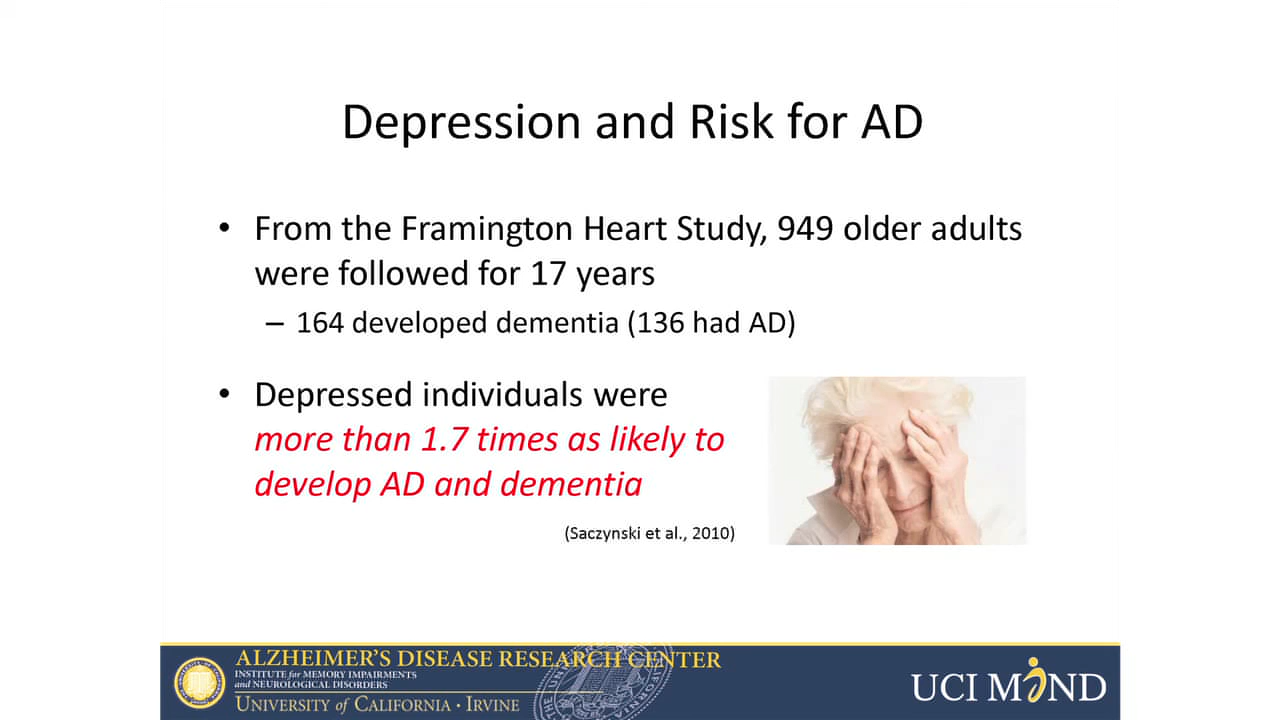 Depression and Risk for AD
• From the Framington Heart Study, 949 older adults
were followed for 17 years
– 164 developed dementia (136 had AD)
• Depressed individuals were
more than 1.7 times as likely to
develop AD and dementia
(Saczynski et al., 2010)
ALZHEIMER'S DISEASE RESEARCH CENTER
INSTITUTE for MEMORY IMPAIRMENTS
and NEUROLOGICAL DISORDERS
UNIVERSITY of CALIFORNIA · IRVINE
UCI MIND